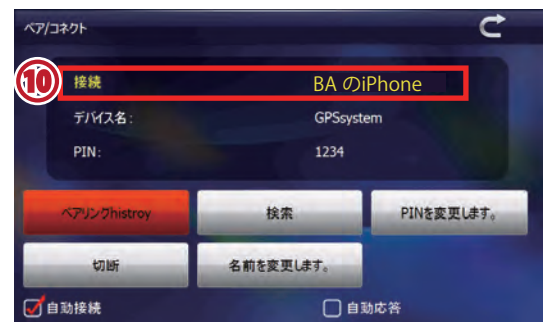 ペア/コネクト
⑩ 接続 BA のiPhone
デバイス名: GPSsystem
PIN: 1234
ペアリングhistroy 検索 PINを変更します。
切断 名前を変更します。
自動接続 自動応答